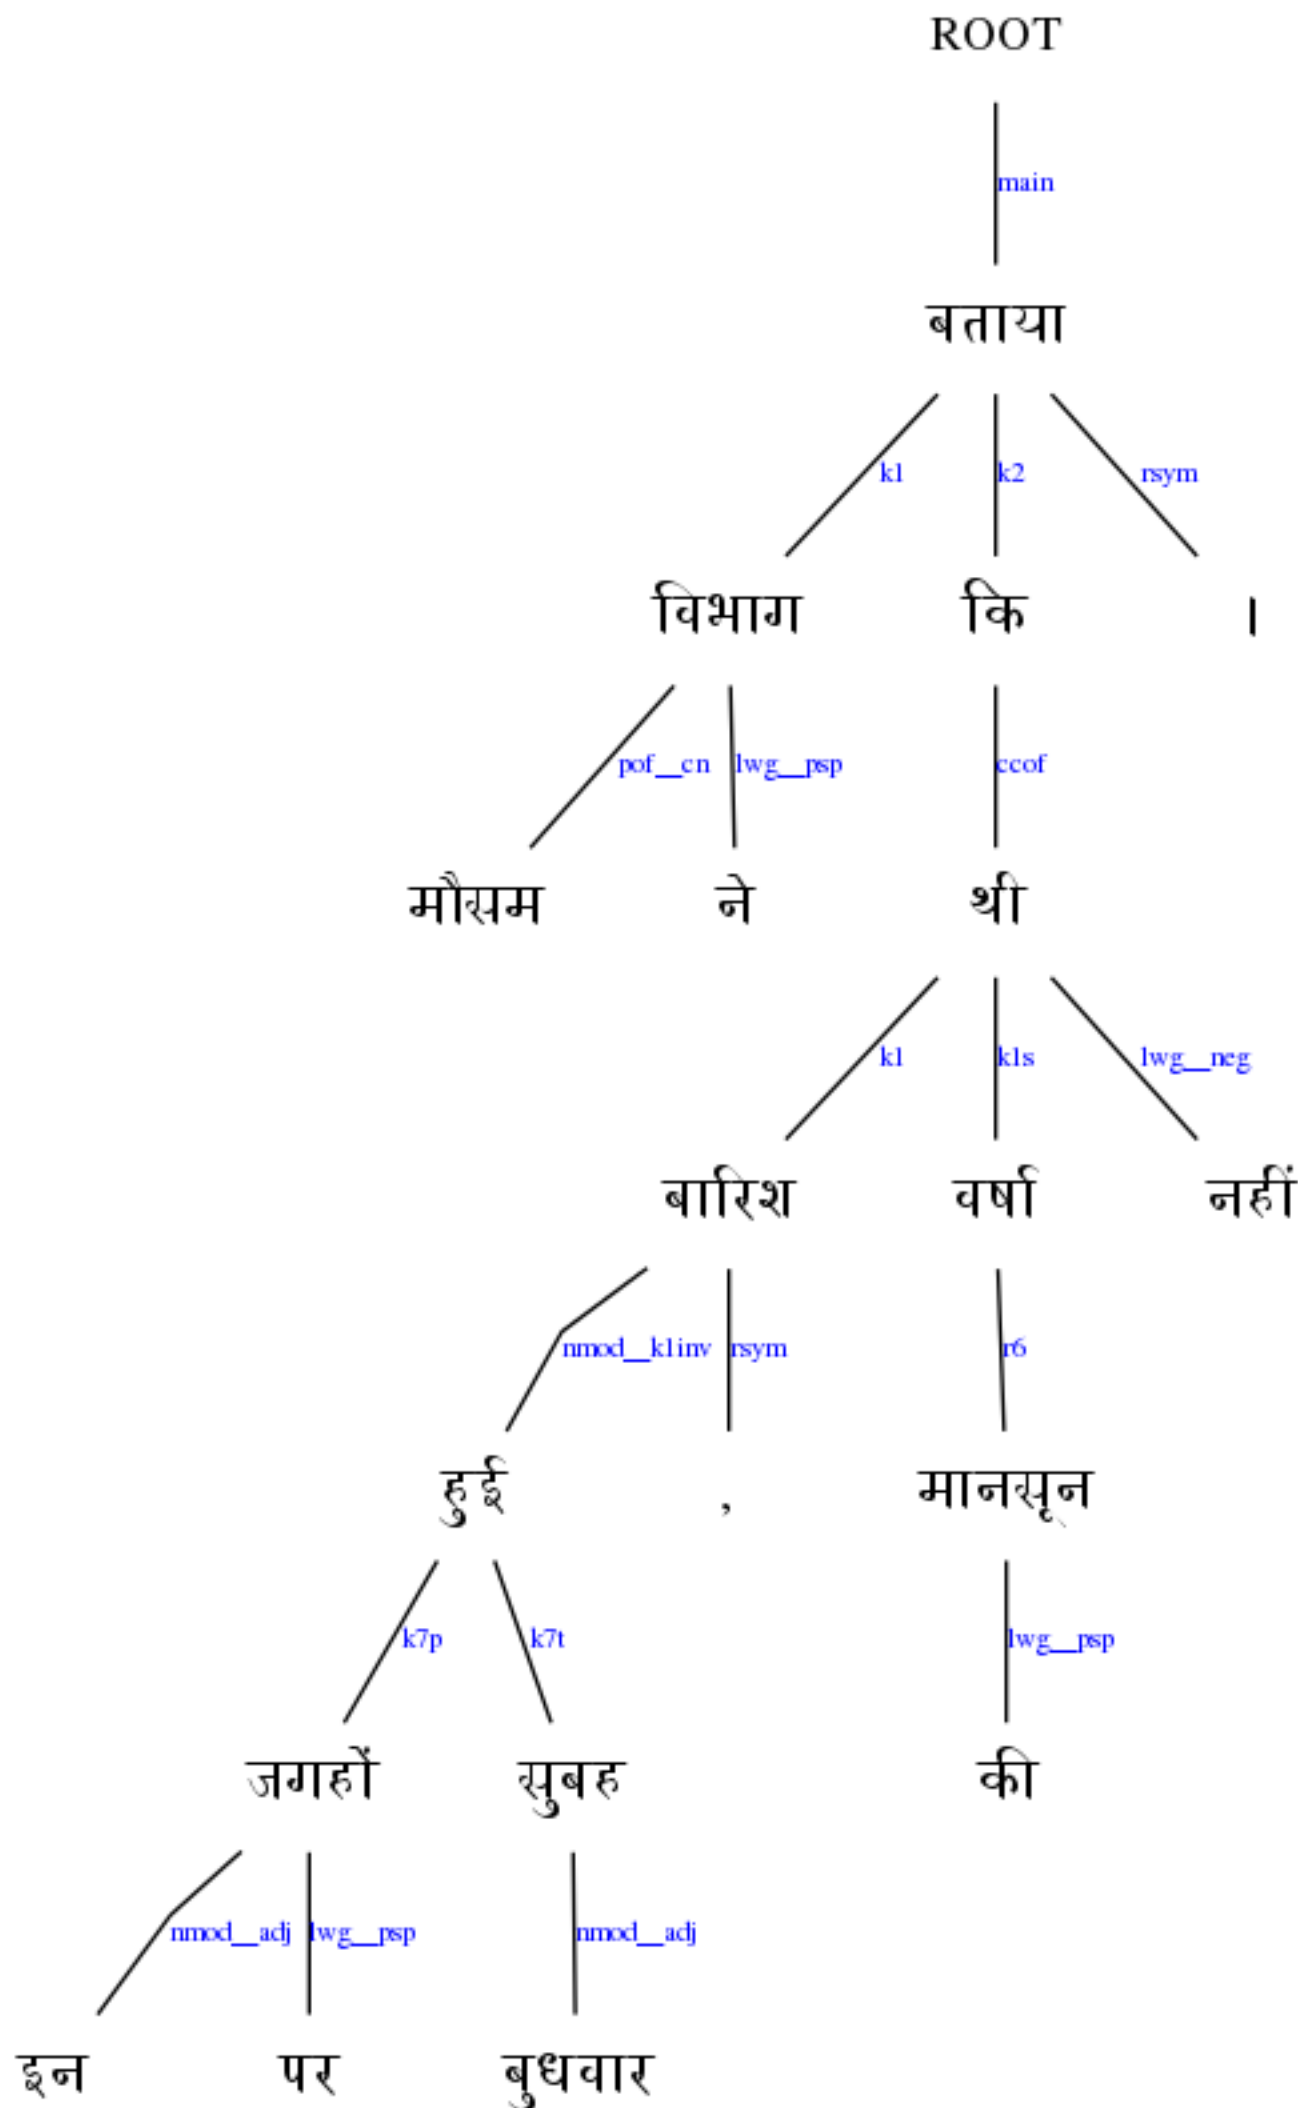 ROOT
main
बताया
k1 k2 rsym
विभाग कि ।
pof__cn lwg__psp ccof
मौसम ने थी
k1 k1s lwg__neg
बारिश वर्षा नहीं
nmod__k1inv rsym r6
हुई , मानसून
k7p k7t lwg__psp
जगहों सुबह की
nmod__adj lwg__psp nmod__adj
इन पर बुधवार